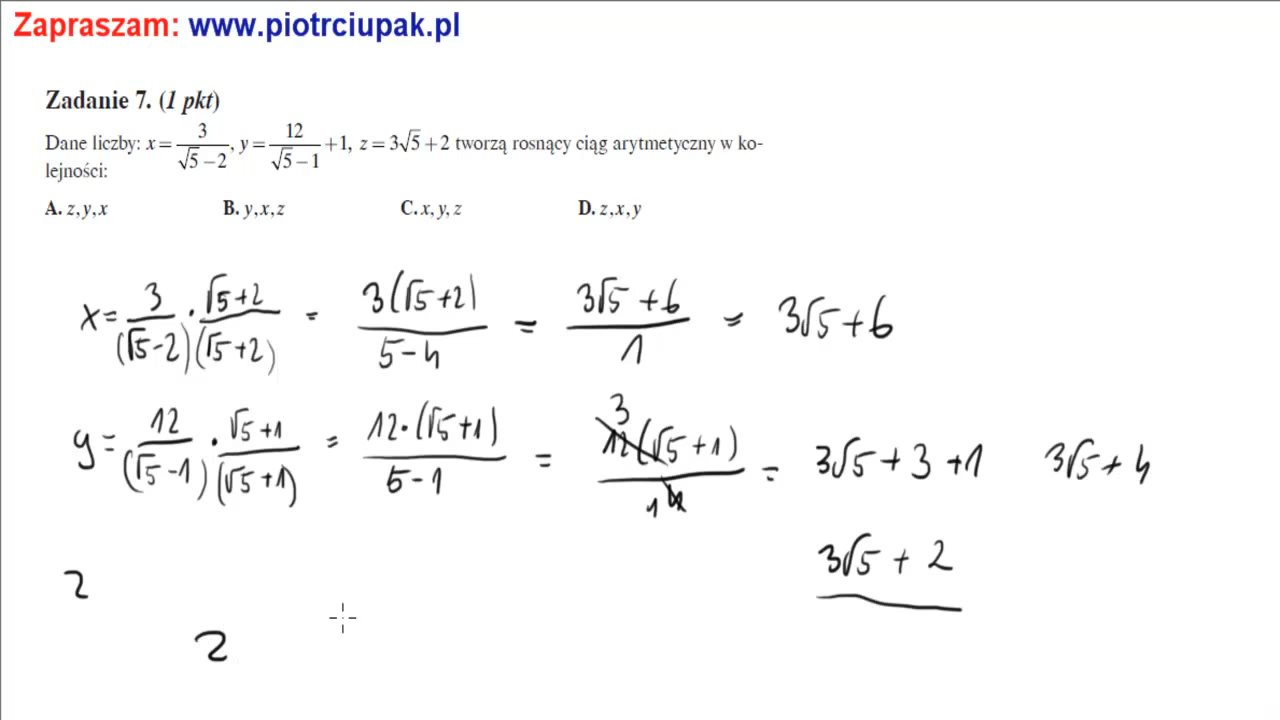 Zapraszam: www.piotrciupak.pl
Zadanie 7. (1 pkt)
Dane liczby: x = 3/(√5 − 2), y = 12/(√5 − 1) + 1, z = 3√5 + 2 tworzą rosnący ciąg arytmetyczny w ko-
lejności:
A. z, y, x B. y, x, z C. x, y, z D. z, x, y
x = 3/(√5-2) · √5+2/(√5+2) = 3(√5+2)/5-4 = 3√5+6/1 = 3√5+6
y = 12/(√5-1) · √5+1/(√5+1) = 12·(√5+1)/5-1 = 3 12(√5+1)/1 4 = 3√5+3+1 3√5+4
3√5+2
z
z